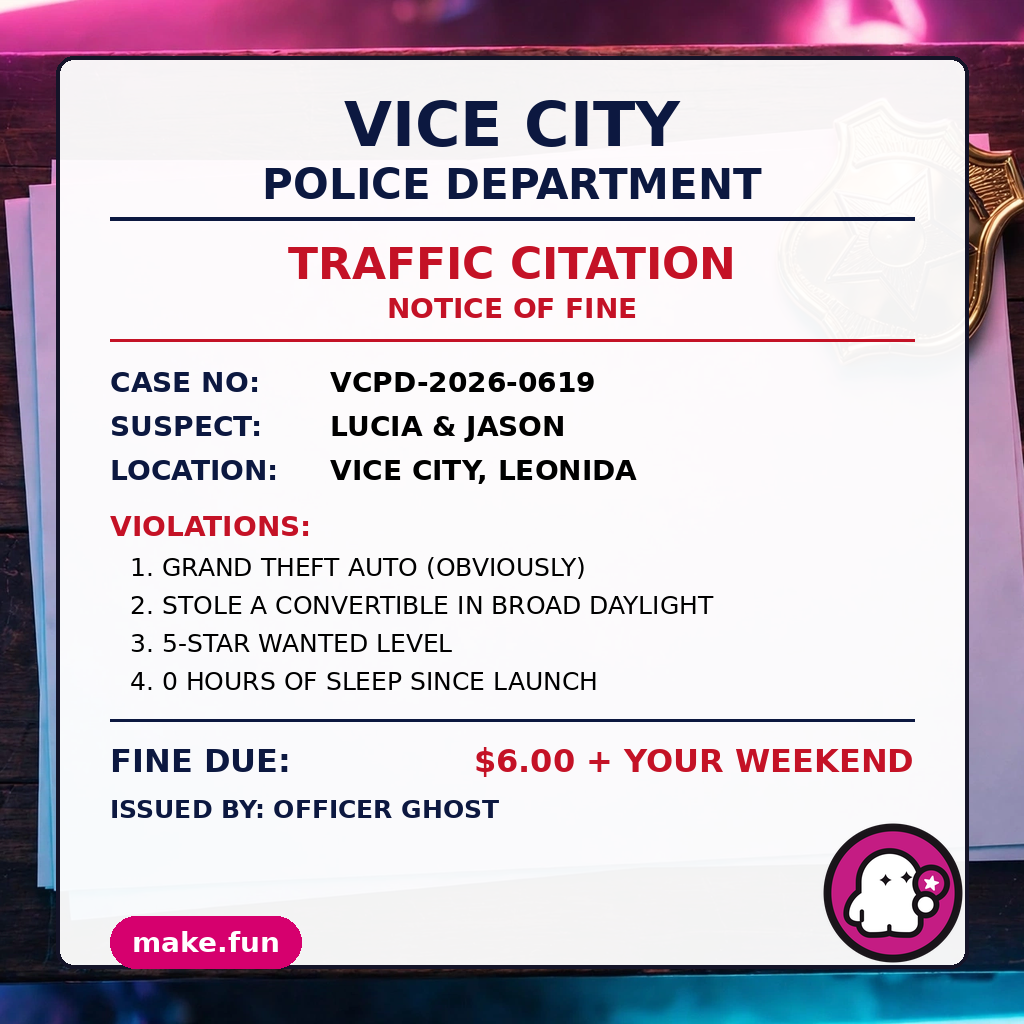 VICE CITY
POLICE DEPARTMENT
TRAFFIC CITATION
NOTICE OF FINE
CASE NO: VCPD-2026-0619
SUSPECT: LUCIA & JASON
LOCATION: VICE CITY, LEONIDA
VIOLATIONS:
1. GRAND THEFT AUTO (OBVIOUSLY)
2. STOLE A CONVERTIBLE IN BROAD DAYLIGHT
3. 5-STAR WANTED LEVEL
4. 0 HOURS OF SLEEP SINCE LAUNCH
FINE DUE: $6.00 + YOUR WEEKEND
ISSUED BY: OFFICER GHOST
make.fun